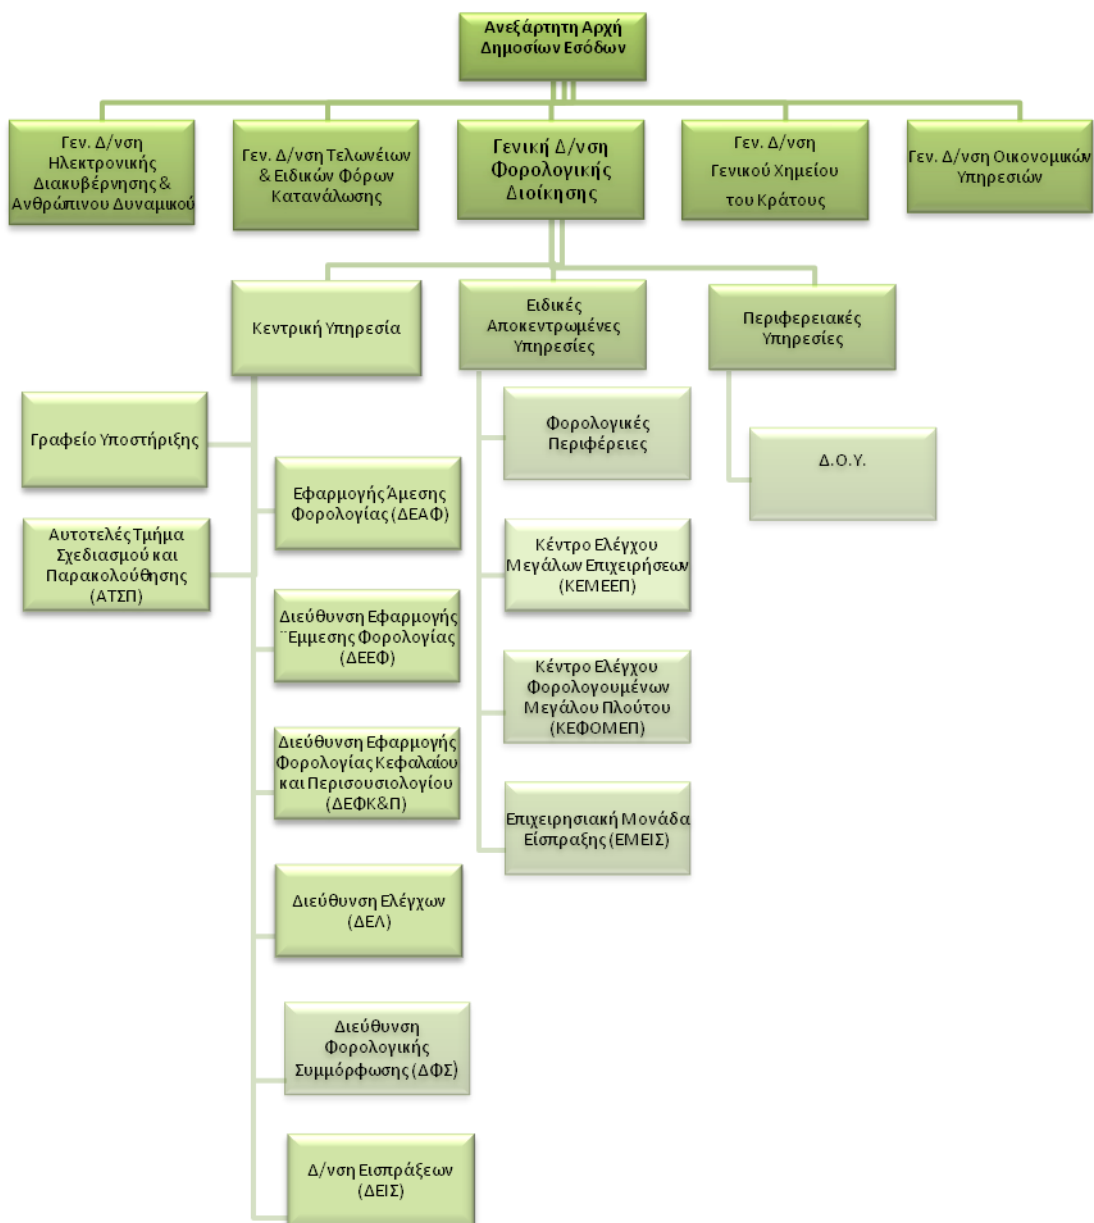 Ανεξάρτητη Αρχή
Δημοσίων Εσόδων
Γεν. Δ/νση
Ηλεκτρονικής
Διακυβέρνησης &
Ανθρώπινου Δυναμικού
Γεν. Δ/νση Τελωνέιων
& Ειδικών Φόρων
Κατανάλωσης
Γενική Δ/νση
Φορολογικής
Διοίκησης
Γεν. Δ/νση
Γενικού Χημείου
του Κράτους
Γεν. Δ/νση Οικονομικών
Υπηρεσιών
Κεντρική Υπηρεσία
Ειδικές
Αποκεντρωμένες
Υπηρεσίες
Περιφερειακές
Υπηρεσίες
Γραφείο Υποστήριξης
Αυτοτελές Τμήμα
Σχεδιασμού και
Παρακολούθησης
(ΑΤΣΠ)
Εφαρμογής Άμεσης
Φορολογίας (ΔΕΑΦ)
Διεύθυνση Εφαρμογής
¨Εμμεσης Φορολογίας
(ΔΕΕΦ)
Διεύθυνση Εφαρμογής
Φορολογίας Κεφαλαίου
και Περισουσιολογίου
(ΔΕΦΚ&Π)
Διεύθυνση Ελέγχων
(ΔΕΛ)
Διεύθυνση
Φορολογικής
Συμμόρφωσης (ΔΦΣ)
Δ/νση Εισπράξεων
(ΔΕΙΣ)
Φορολογικές
Περιφέρειες
Κέντρο Ελέγχου
Μεγάλων Επιχειρήσεων
(ΚΕΜΕΕΠ)
Κέντρο Ελέγχου
Φορολογουμένων
Μεγάλου Πλούτου
(ΚΕΦΟΜΕΠ)
Επιχειρησιακή Μονάδα
Είσπραξης (ΕΜΕΙΣ)
Δ.Ο.Υ.